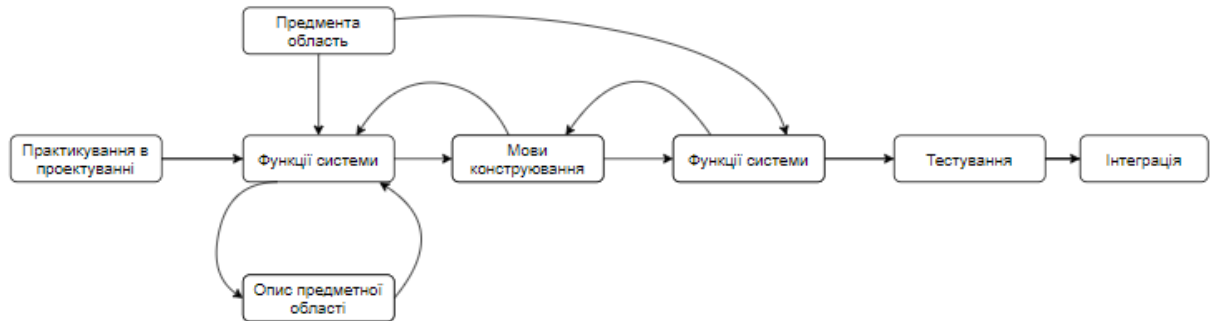 Предмента
область
Практикування в
проектуванні
Функції системи
Мови
конструювання
Функції системи
Тестування
Інтеграція
Опис предметної
області